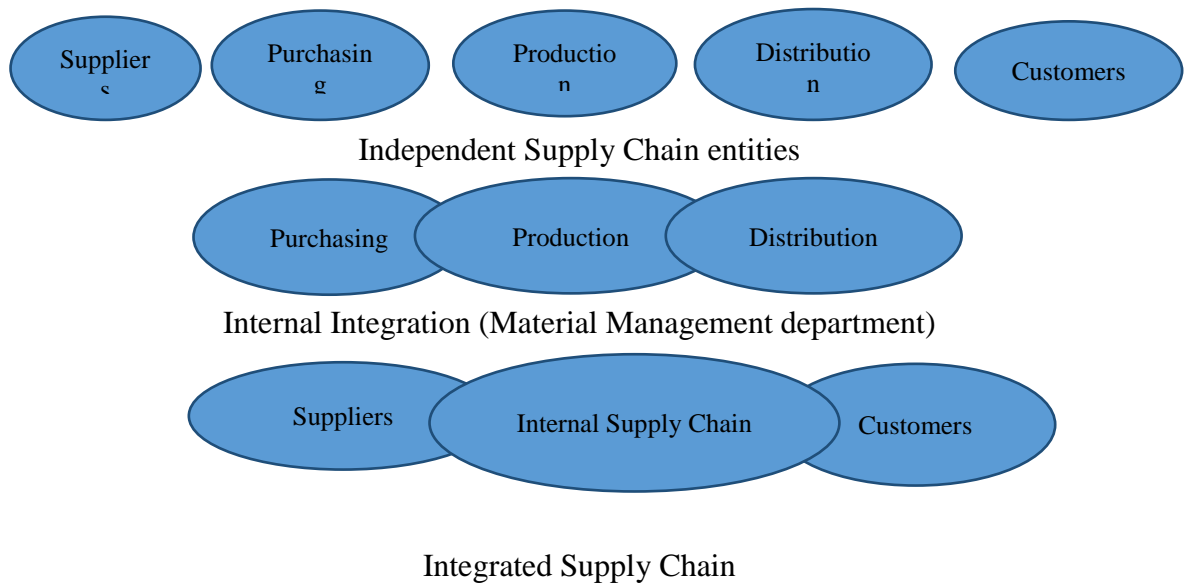 Supplier
s
Purchasin
g
Productio
n
Distributio
n
Customers
Independent Supply Chain entities
Purchasing
Production
Distribution
Internal Integration (Material Management department)
Suppliers
Internal Supply Chain
Customers
Integrated Supply Chain